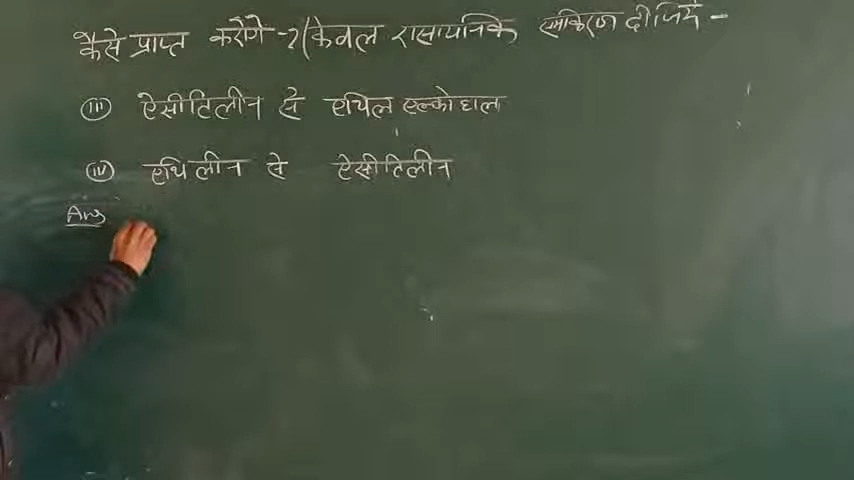 कैसे प्राप्त करोगे -? (केवल रासायनिक समीकरण दीजिये -
(iii) ऐसीटिलीन से एथिल एल्कोहाल
(iv) एथिलीन से ऐसीटिलीन
Ans